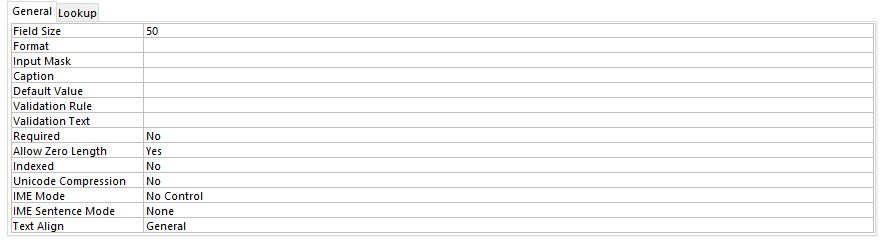 General Lookup
Field Size 50
Format
Input Mask
Caption
Default Value
Validation Rule
Validation Text
Required No
Allow Zero Length Yes
Indexed No
Unicode Compression No
IME Mode No Control
IME Sentence Mode None
Text Align General